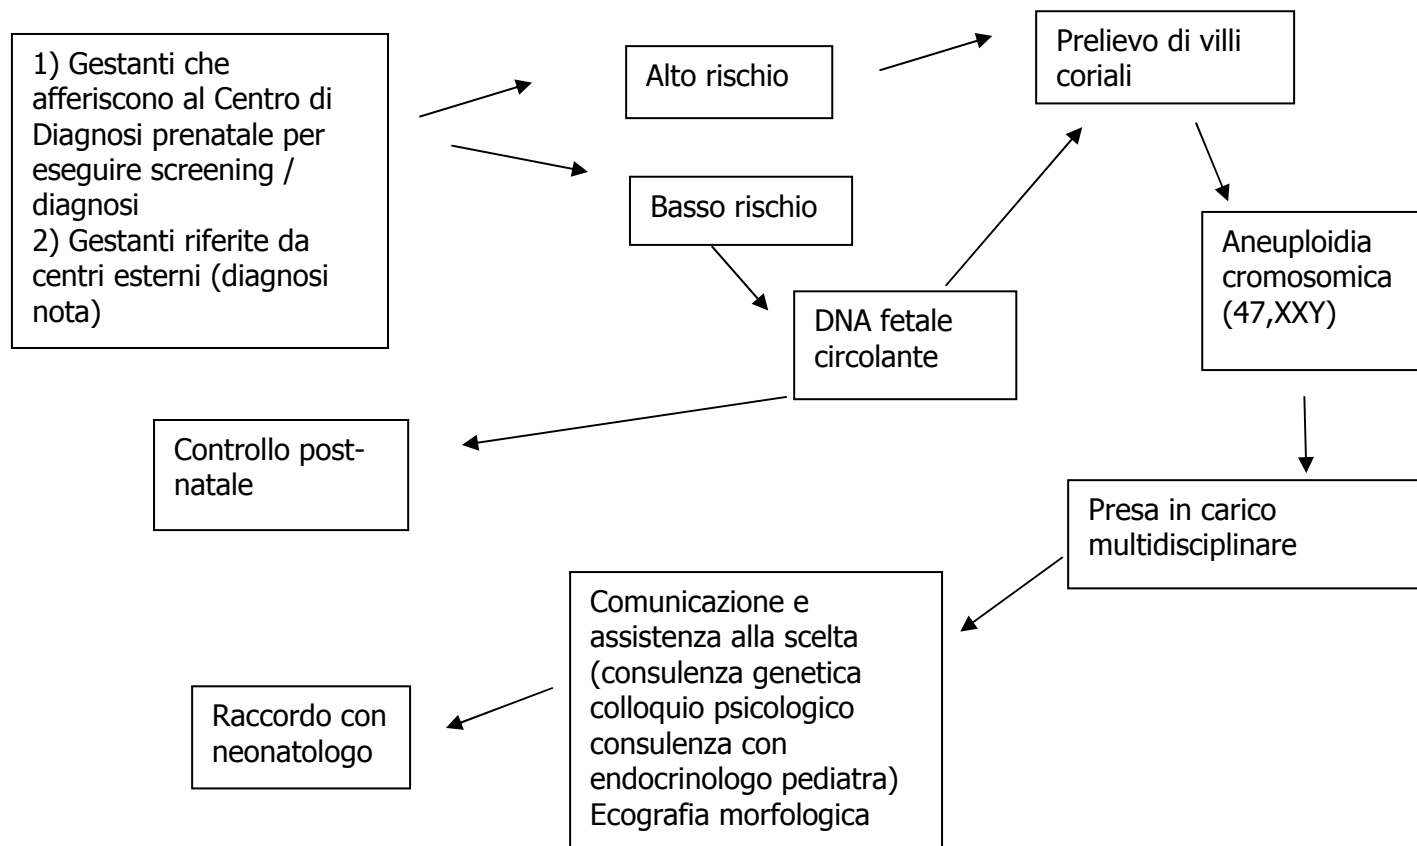 1) Gestanti che
afferiscono al Centro di
Diagnosi prenatale per
eseguire screening /
diagnosi
2) Gestanti riferite da
centri esterni (diagnosi
nota)
Alto rischio
Prelievo di villi
coriali
Basso rischio
DNA fetale
circolante
Aneuploidia
cromosomica
(47,XXY)
Controllo post-
natale
Presa in carico
multidisciplinare
Comunicazione e
assistenza alla scelta
(consulenza genetica
colloquio psicologico
consulenza con
endocrinologo pediatra)
Ecografia morfologica
Raccordo con
neonatologo